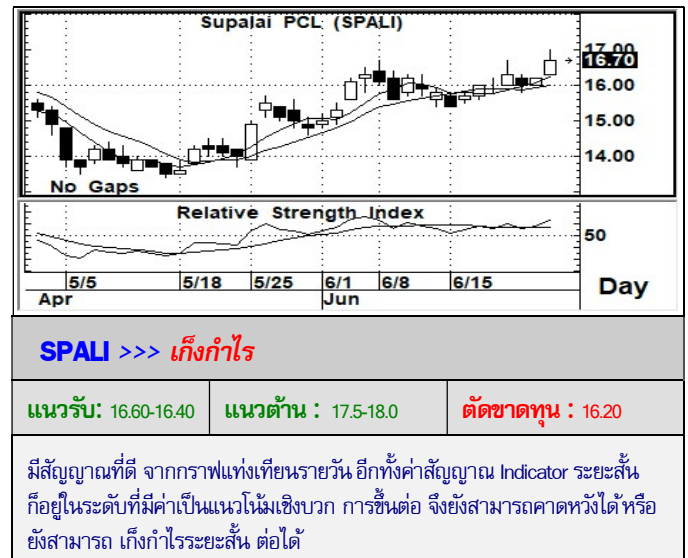 Supalai PCL (SPALI)
17.00
16.70
16.00
15.00
14.00
No Gaps
Relative Strength Index
50
5/5 5/18 5/25 6/1 6/8 6/15
Apr Jun
Day
SPALI >>> เก็งกำไร
แนวรับ: 16.60-16.40 แนวต้าน : 17.5-18.0 ตัดขาดทุน : 16.20
มีสัญญาณที่ดี จากกราฟแท่งเทียนรายวัน อีกทั้งค่าสัญญาณ Indicator ระยะสั้น
ก็อยู่ในระดับที่มีค่าเป็นแนวโน้มเชิงบวก การขึ้นต่อ จึงยังสามารถคาดหวังได้ หรือ
ยังสามารถ เก็งกำไรระยะสั้น ต่อได้